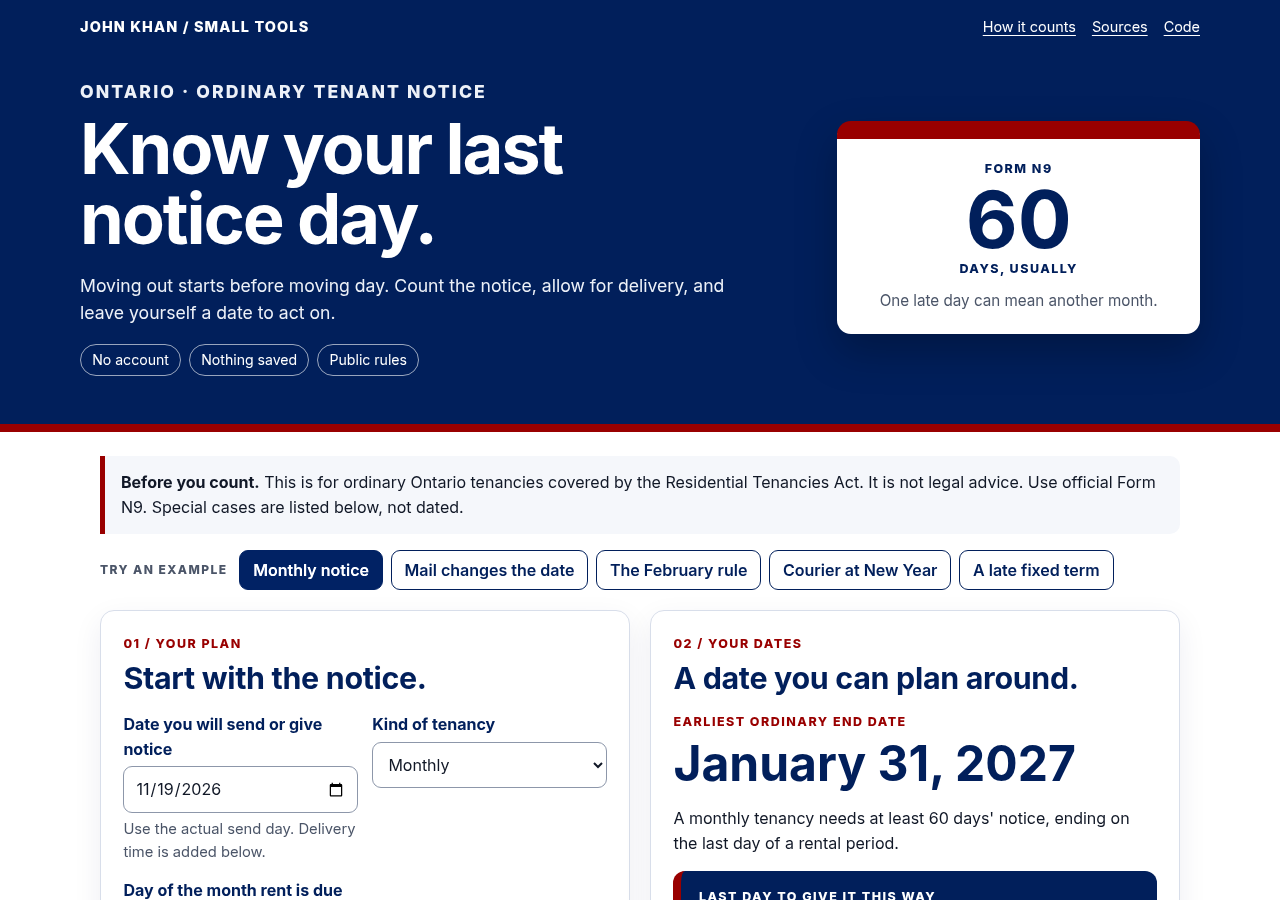 JOHN KHAN / SMALL TOOLS
How it counts Sources Code
ONTARIO · ORDINARY TENANT NOTICE
Know your last
notice day.
Moving out starts before moving day. Count the notice, allow for delivery, and
leave yourself a date to act on.
No account Nothing saved Public rules
FORM N9
60
DAYS, USUALLY
One late day can mean another month.
Before you count. This is for ordinary Ontario tenancies covered by the Residential Tenancies Act. It is not legal advice. Use official Form
N9. Special cases are listed below, not dated.
TRY AN EXAMPLE Monthly notice Mail changes the date The February rule Courier at New Year A late fixed term
01 / YOUR PLAN
Start with the notice.
Date you will send or give
notice
11/19/2026
Use the actual send day. Delivery
time is added below.
Kind of tenancy
Monthly
Day of the month rent is due
02 / YOUR DATES
A date you can plan around.
EARLIEST ORDINARY END DATE
January 31, 2027
A monthly tenancy needs at least 60 days' notice, ending on
the last day of a rental period.
LAST DAY TO GIVE IT THIS WAY